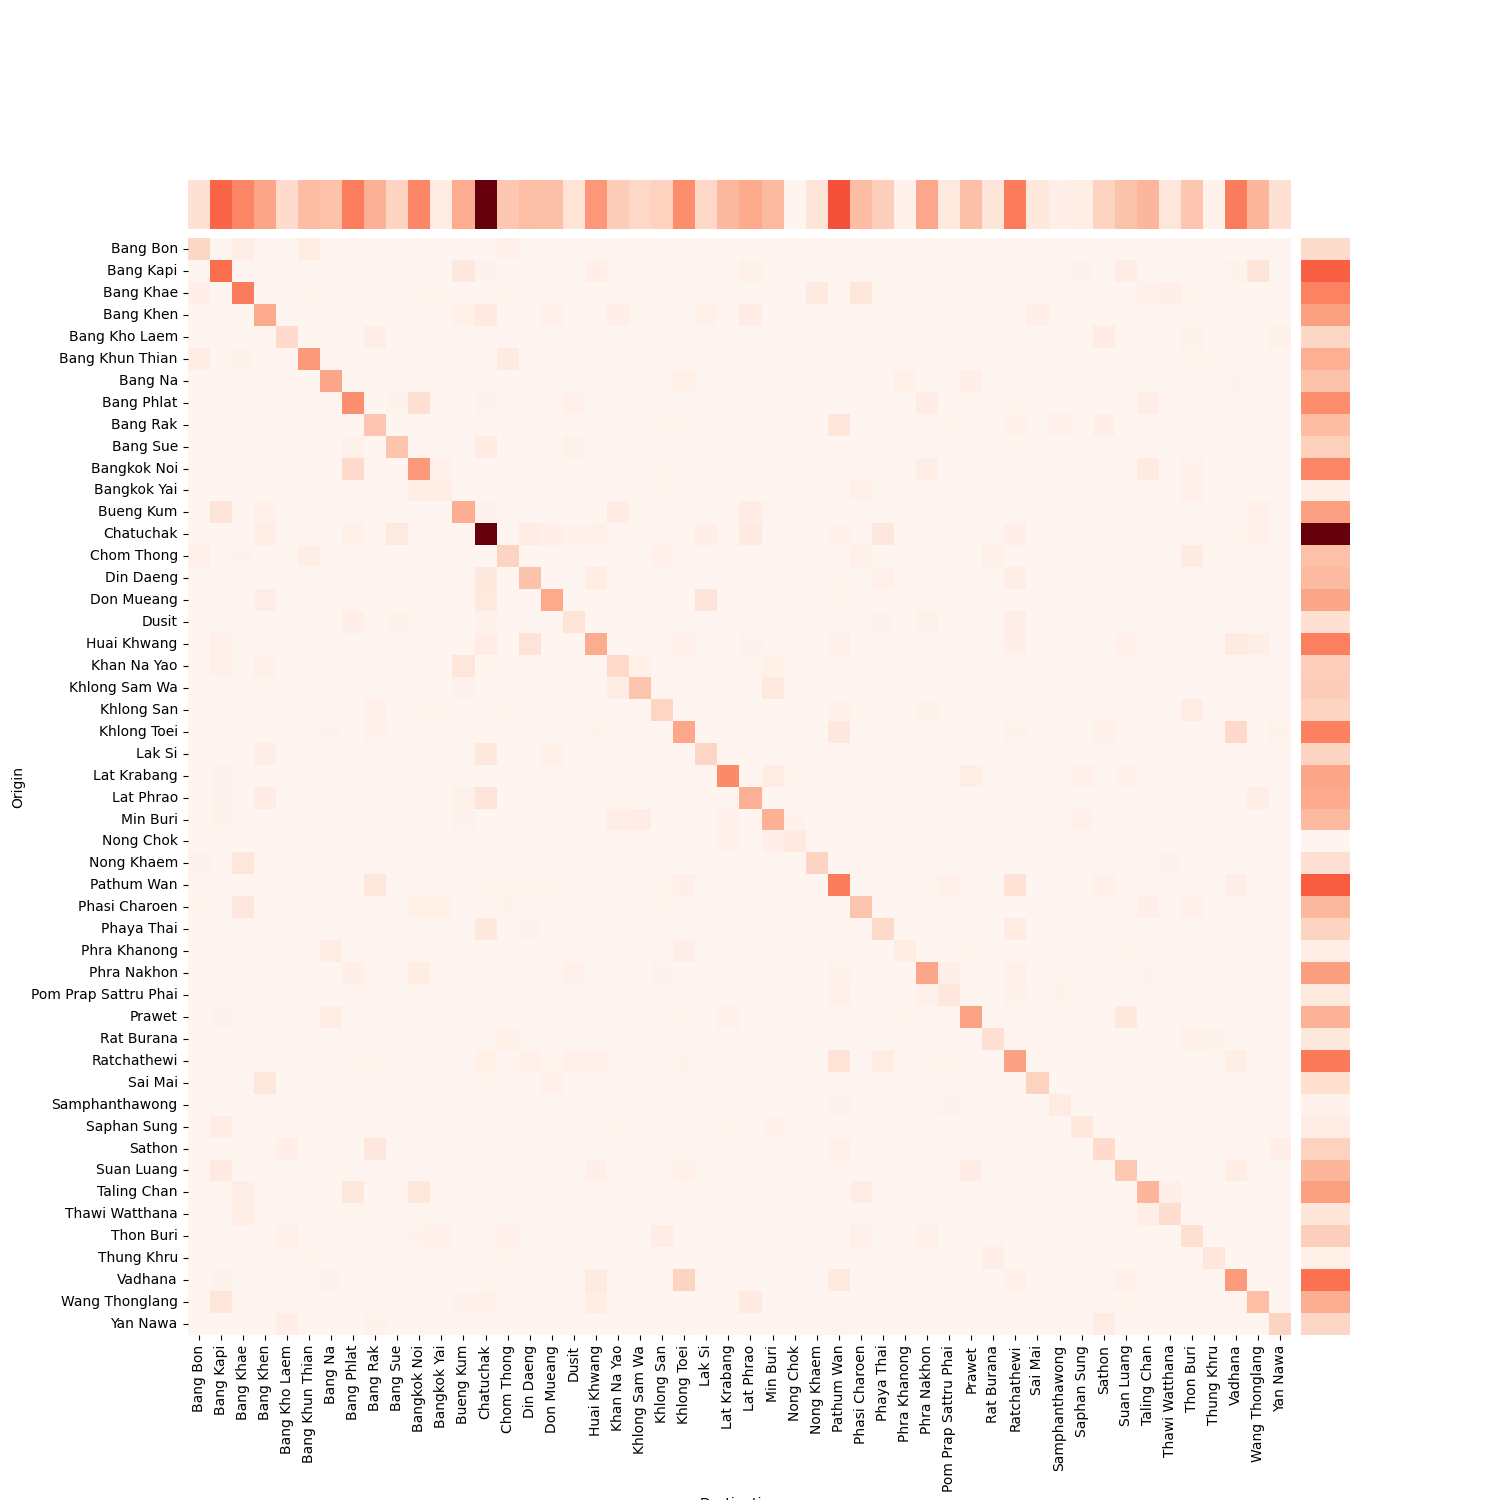 Bang Bon
Bang Kapi
Bang Khae
Bang Khen
Bang Kho Laem
Bang Khun Thian
Bang Na
Bang Phlat
Bang Rak
Bang Sue
Bangkok Noi
Bangkok Yai
Bueng Kum
Chatuchak
Chom Thong
Din Daeng
Don Mueang
Dusit
Huai Khwang
Khan Na Yao
Khlong Sam Wa
Khlong San
Khlong Toei
Lak Si
Lat Krabang
Lat Phrao
Min Buri
Nong Chok
Nong Khaem
Pathum Wan
Phasi Charoen
Phaya Thai
Phra Khanong
Phra Nakhon
Pom Prap Sattru Phai
Prawet
Rat Burana
Ratchathewi
Sai Mai
Samphanthawong
Saphan Sung
Sathon
Suan Luang
Taling Chan
Thawi Watthana
Thon Buri
Thung Khru
Vadhana
Wang Thonglang
Yan Nawa
Origin
Bang Bon
Bang Kapi
Bang Khae
Bang Khen
Bang Kho Laem
Bang Khun Thian
Bang Na
Bang Phlat
Bang Rak
Bang Sue
Bangkok Noi
Bangkok Yai
Bueng Kum
Chatuchak
Chom Thong
Din Daeng
Don Mueang
Dusit
Huai Khwang
Khan Na Yao
Khlong Sam Wa
Khlong San
Khlong Toei
Lak Si
Lat Krabang
Lat Phrao
Min Buri
Nong Chok
Nong Khaem
Pathum Wan
Phasi Charoen
Phaya Thai
Phra Khanong
Phra Nakhon
Pom Prap Sattru Phai
Prawet
Rat Burana
Ratchathewi
Sai Mai
Samphanthawong
Saphan Sung
Sathon
Suan Luang
Taling Chan
Thawi Watthana
Thon Buri
Thung Khru
Vadhana
Wang Thonglang
Yan Nawa